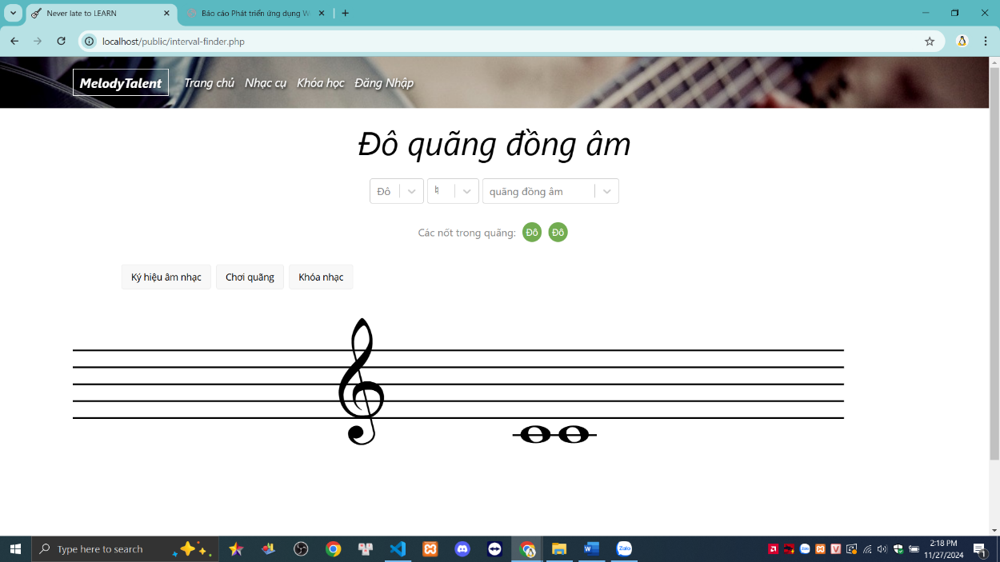 Never late to LEARN
Báo cáo Phát triển ứng dụng W
localhost/public/interval-finder.php
MelodyTalent Trang chủ Nhạc cụ Khóa học Đăng Nhập
Đô quãng đồng âm
Đô ♮ quãng đồng âm
Các nốt trong quãng: Đô Đô
Ký hiệu âm nhạc Chơi quãng Khóa nhạc
Type here to search
Zalo
2:18 PM
11/27/2024
1